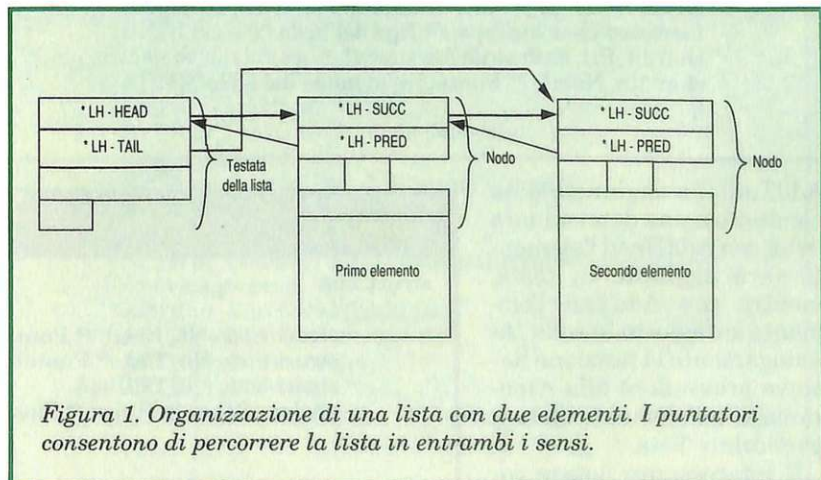 * LH - HEAD
* LH - TAIL
Testata
della lista
* LH - SUCC
* LH - PRED
Nodo
Primo elemento
* LH - SUCC
* LH - PRED
Nodo
Secondo elemento
Figura 1. Organizzazione di una lista con due elementi. I puntatori
consentono di percorrere la lista in entrambi i sensi.